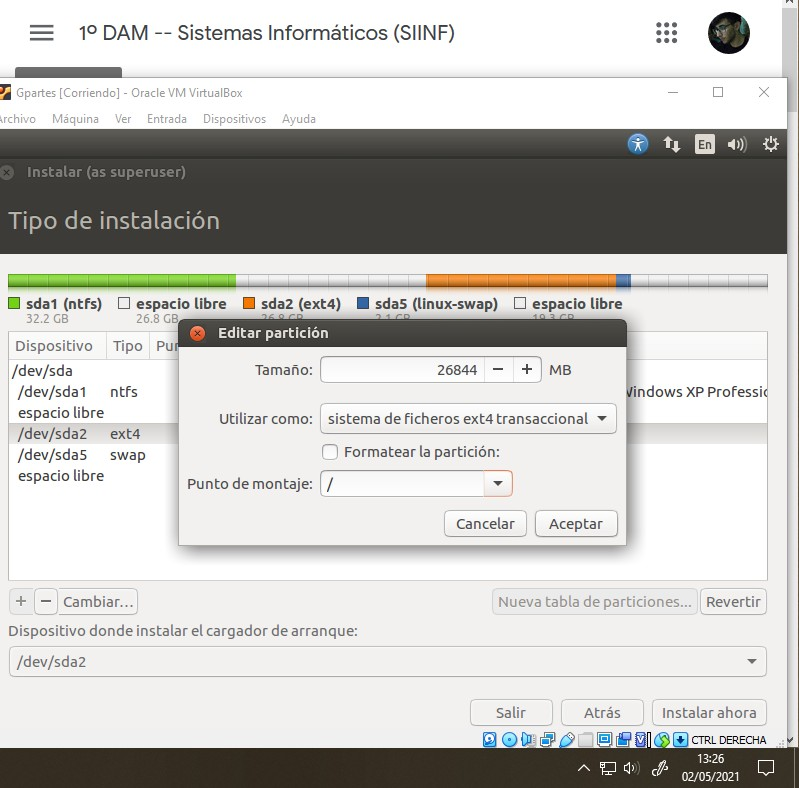 1º DAM -- Sistemas Informáticos (SIINF)
Gpartes [Corriendo] - Oracle VM VirtualBox
Archivo Máquina Ver Entrada Dispositivos Ayuda
En
Instalar (as superuser)
Tipo de instalación
sda1 (ntfs) espacio libre sda2 (ext4) sda5 (linux-swap) espacio libre
32.2 GB 26.8 GB 26.8 GB 2.1 GB 19.3 GB
Editar partición
Dispositivo Tipo Pun
Tamaño: 26844 − + MB
/dev/sda
/dev/sda1 ntfs Windows XP Professio
espacio libre
Utilizar como: sistema de ficheros ext4 transaccional
/dev/sda2 ext4
Formatear la partición:
/dev/sda5 swap
espacio libre
Punto de montaje: /
Cancelar Aceptar
+ − Cambiar... Nueva tabla de particiones... Revertir
Dispositivo donde instalar el cargador de arranque:
/dev/sda2
Salir Atrás Instalar ahora
CTRL DERECHA
13:26
02/05/2021